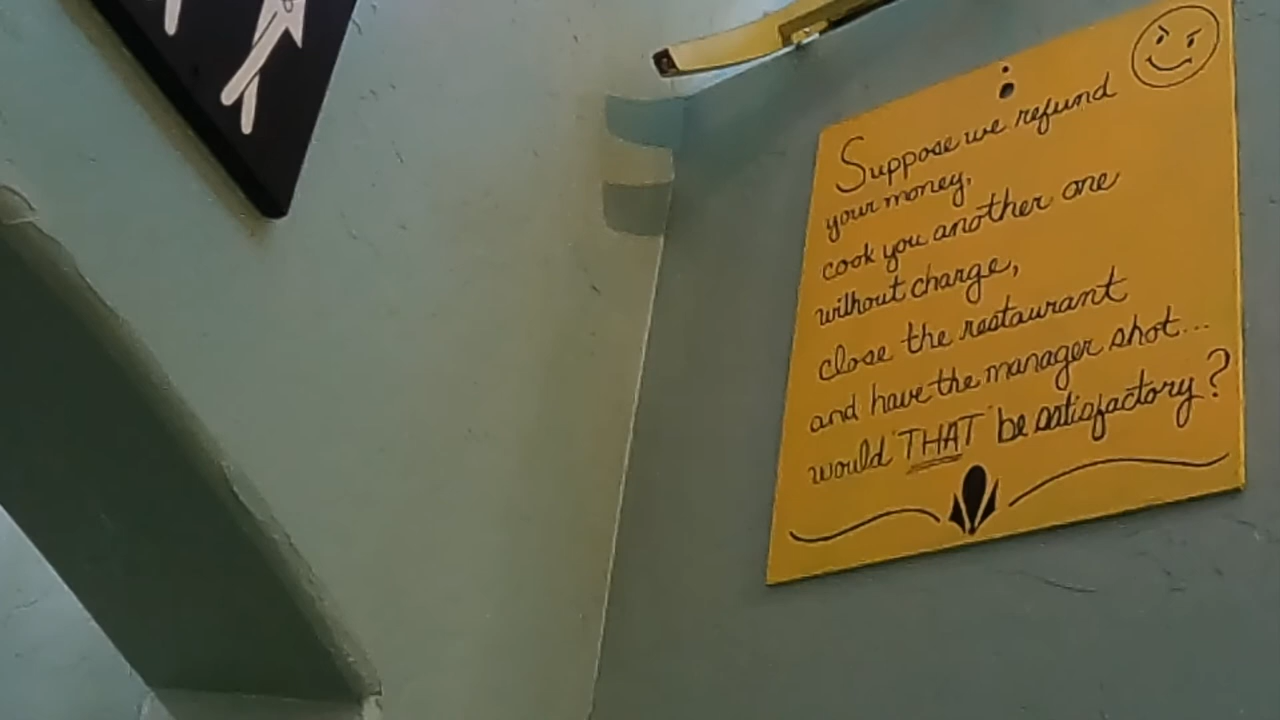 Suppose we refund
your money,
cook you another one
without charge,
close the restaurant
and have the manager shot...
would THAT be satisfactory?